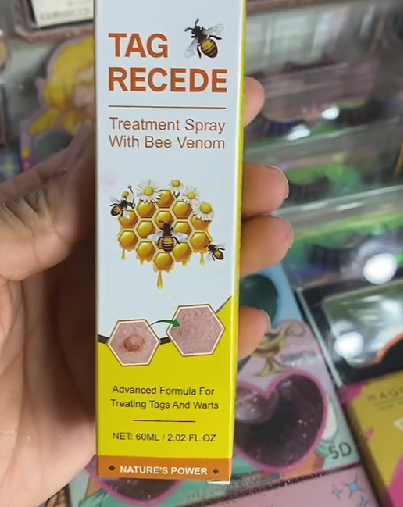 TAG
RECEDE
Treatment Spray
With Bee Venom
Advanced Formula For
Treating Tags And Warts
NET: 60ML / 2.02 FL.OZ
• NATURE'S POWER •
5D